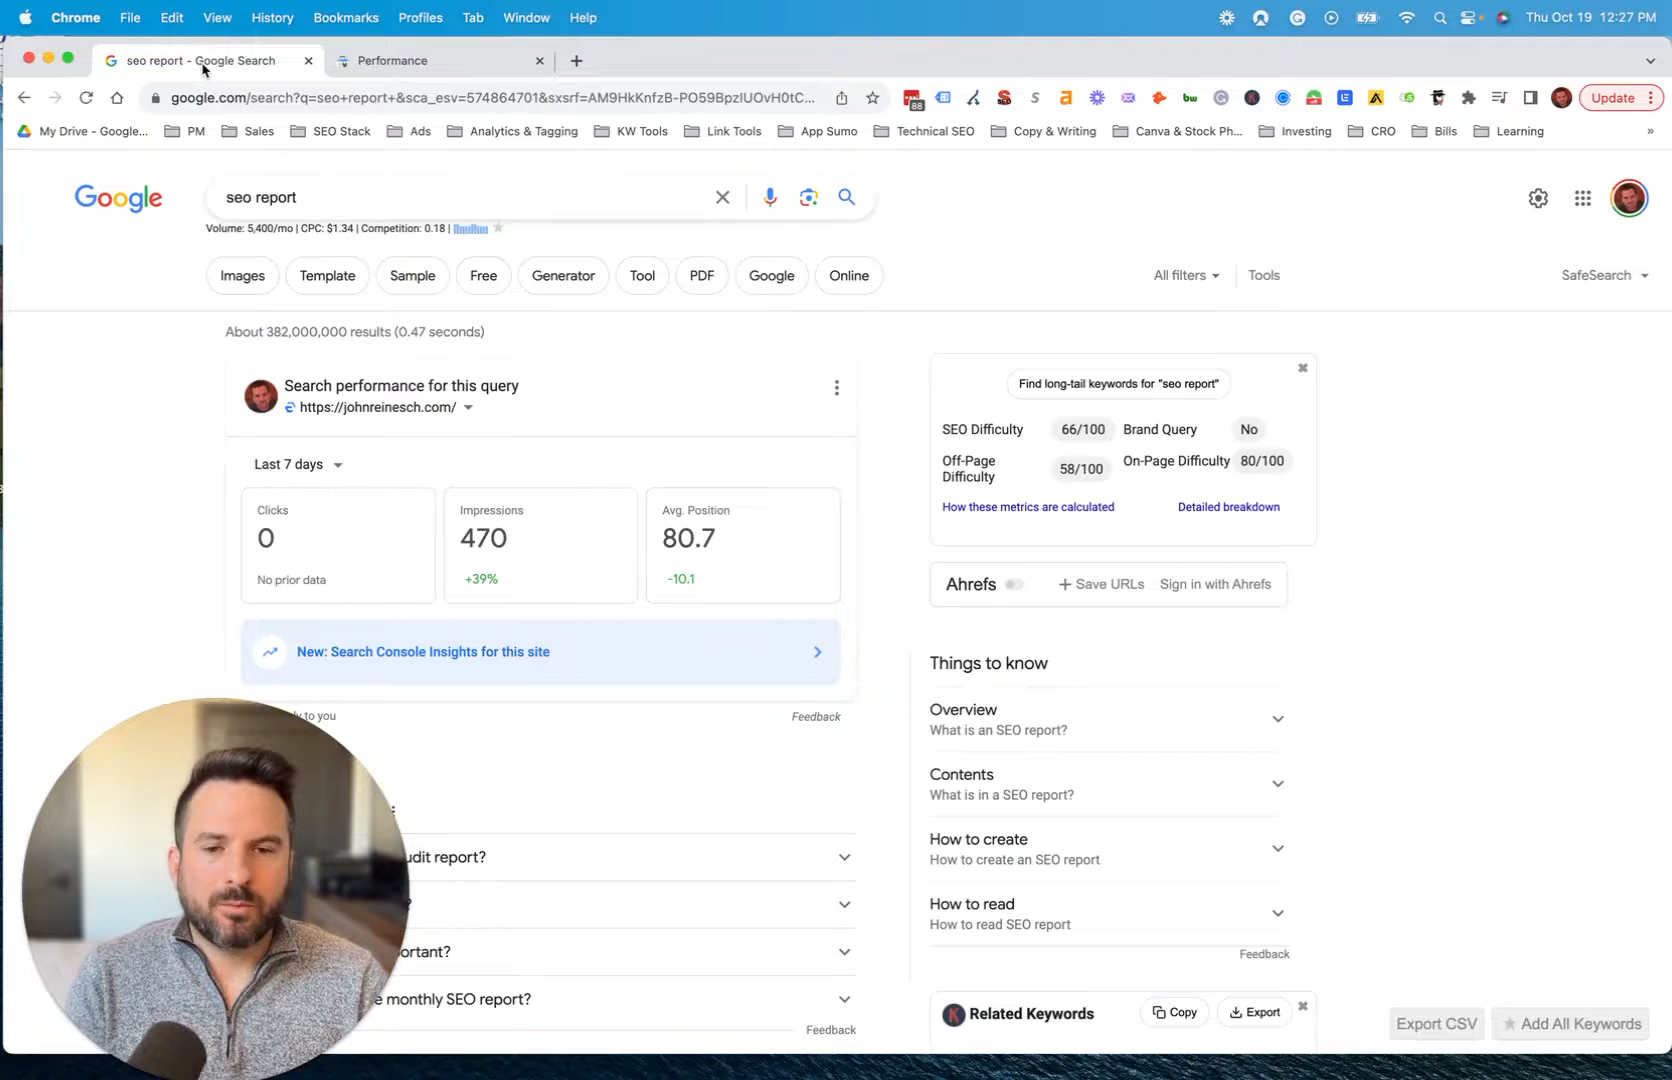 Chrome File Edit View History Bookmarks Profiles Tab Window Help
Thu Oct 19 12:27 PM
seo report - Google Search
Performance
google.com/search?q=seo+report+&sca_esv=574864701&sxsrf=AM9HkKnfzB-PO59BpzlUOvH0tC...
88
Update
My Drive - Google... PM Sales SEO Stack Ads Analytics & Tagging KW Tools Link Tools App Sumo Technical SEO Copy & Writing Canva & Stock Ph... Investing CRO Bills Learning »
Google
seo report
Volume: 5,400/mo | CPC: $1.34 | Competition: 0.18 |
Images Template Sample Free Generator Tool PDF Google Online
All filters Tools
SafeSearch
About 382,000,000 results (0.47 seconds)
Search performance for this query
https://johnreinesch.com/
Last 7 days
Clicks
0
No prior data
Impressions
470
+39%
Avg. Position
80.7
-10.1
New: Search Console Insights for this site
ly to you
Feedback
udit report?
?
portant?
e monthly SEO report?
Feedback
Find long-tail keywords for "seo report"
SEO Difficulty 66/100 Brand Query No
Off-Page Difficulty 58/100 On-Page Difficulty 80/100
How these metrics are calculated Detailed breakdown
Ahrefs + Save URLs Sign in with Ahrefs
Things to know
Overview
What is an SEO report?
Contents
What is in a SEO report?
How to create
How to create an SEO report
How to read
How to read SEO report
Feedback
Related Keywords Copy Export
Export CSV Add All Keywords